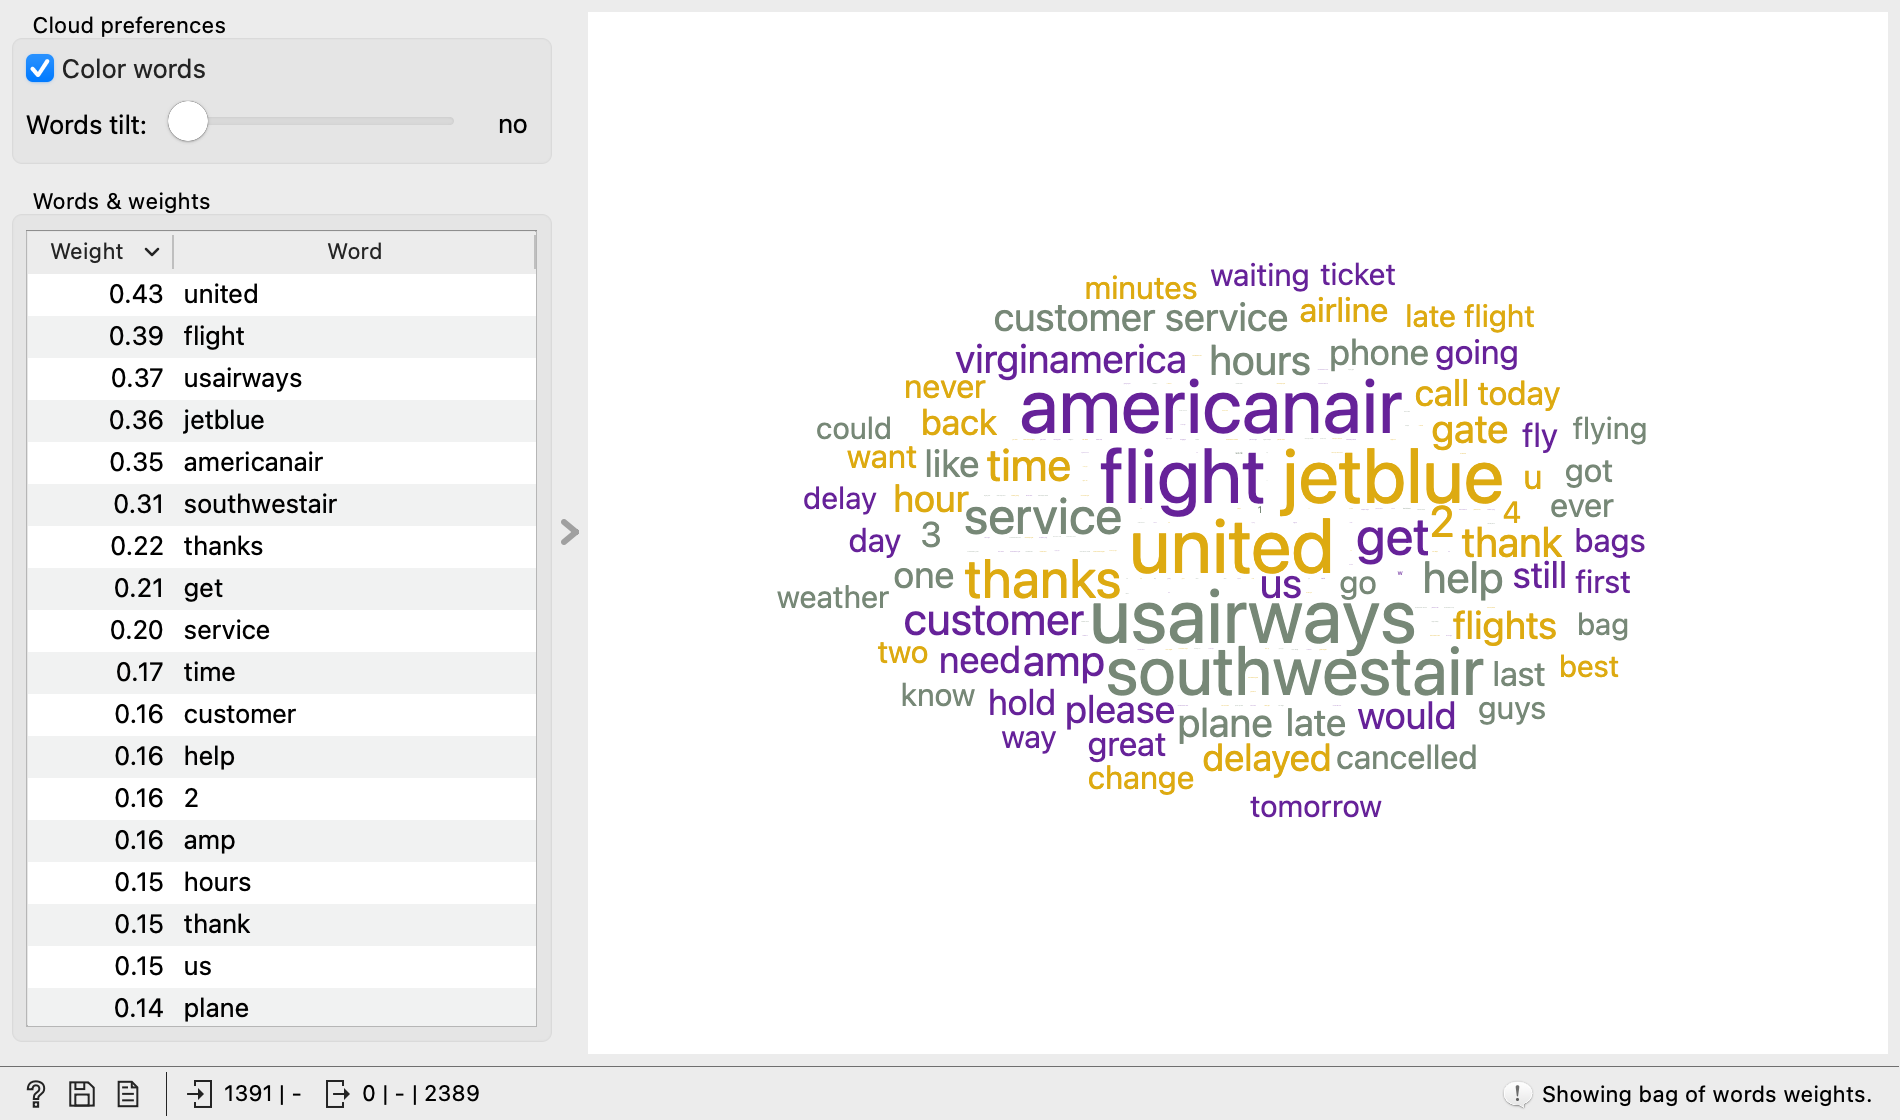 Cloud preferences
Color words
Words tilt: no
Words & weights
Weight Word
0.43 united
0.39 flight
0.37 usairways
0.36 jetblue
0.35 americanair
0.31 southwestair
0.22 thanks
0.21 get
0.20 service
0.17 time
0.16 customer
0.16 help
0.16 2
0.16 amp
0.15 hours
0.15 thank
0.15 us
0.14 plane
waiting ticket
minutes
customer service airline late flight
virginamerica hours phone going
never americanair call today
could back gate fly flying
want like time flight jetblue u got
delay hour service 2 4 ever
day 3 united get thank bags
one thanks us go help still first
weather customer usairways flights bag
two need amp southwestair last best
know hold please plane late would guys
way great delayed cancelled
change
tomorrow
1391 | - 0 | - | 2389
Showing bag of words weights.